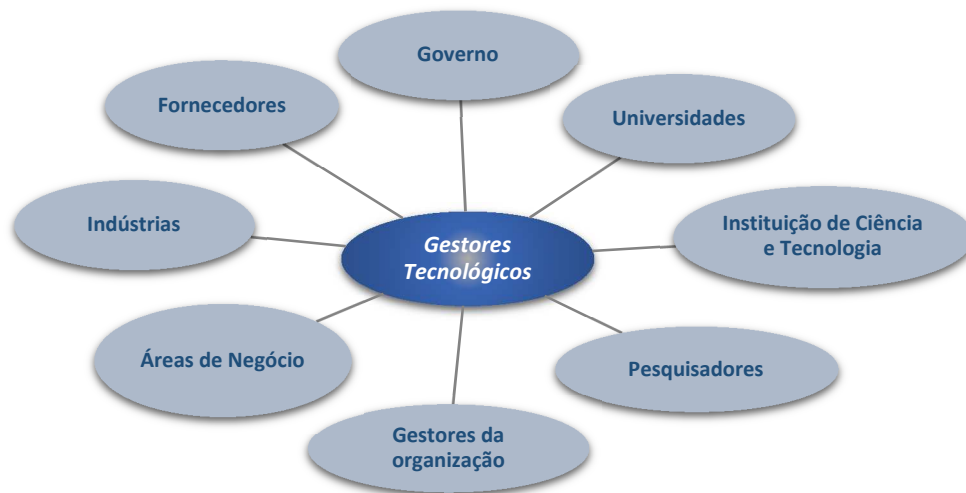 Governo
Fornecedores
Universidades
Indústrias
Gestores
Tecnológicos
Instituição de Ciência
e Tecnologia
Áreas de Negócio
Pesquisadores
Gestores da
organização